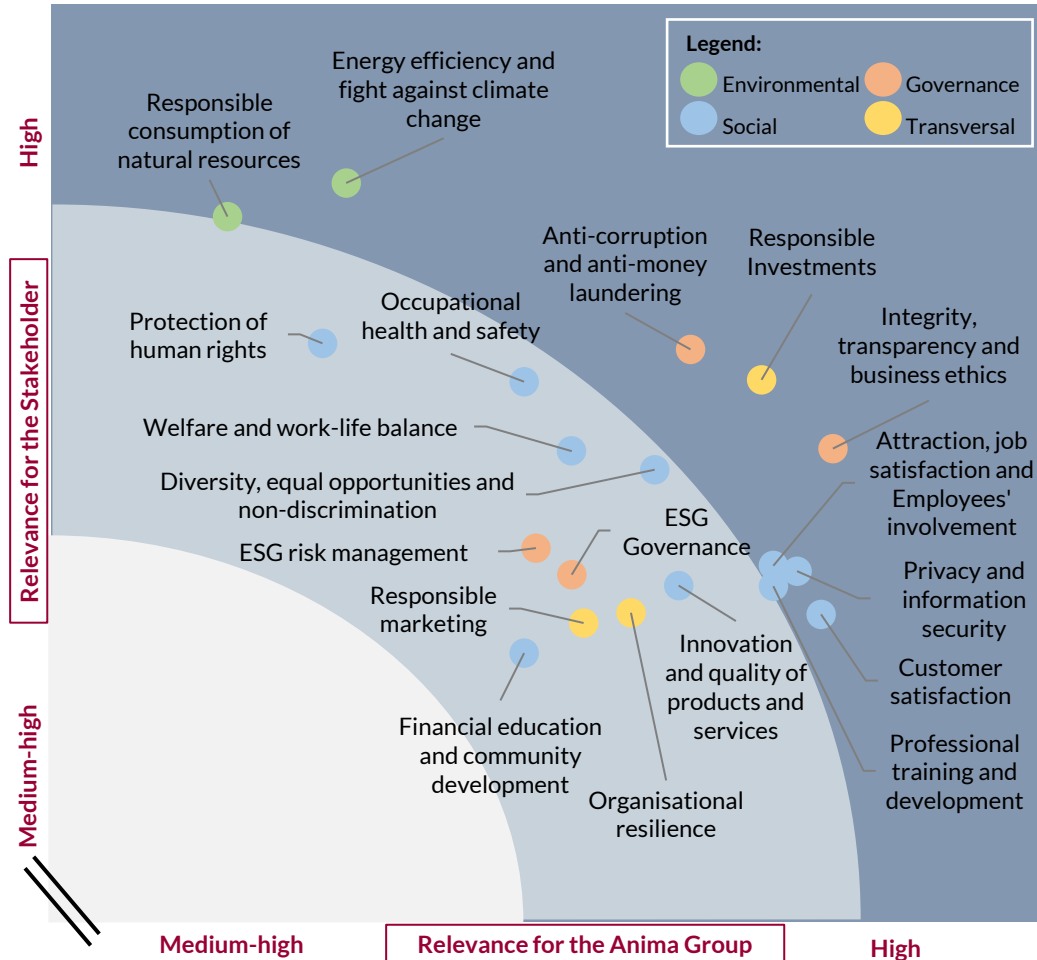 Legend:
Environmental
Governance
Social
Transversal
Energy efficiency and
fight against climate
change
Responsible
consumption of
natural resources
Anti-corruption
and anti-money
laundering
Responsible
Investments
Occupational
health and safety
Protection of
human rights
Integrity,
transparency and
business ethics
Welfare and work-life balance
Attraction, job
satisfaction and
Employees'
involvement
Diversity, equal opportunities and
non-discrimination
ESG
Governance
ESG risk management
Privacy and
information
security
Responsible
marketing
Innovation
and quality of
products and
services
Customer
satisfaction
Financial education
and community
development
Professional
training and
development
Organisational
resilience
High
Relevance for the Stakeholder
Medium-high
Medium-high
Relevance for the Anima Group
High